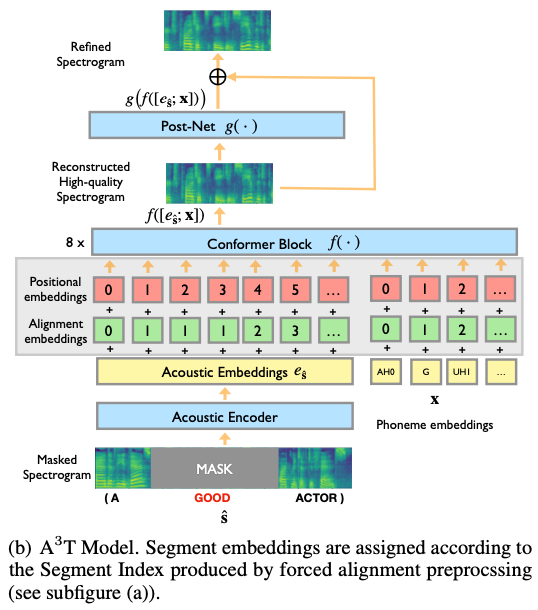 Refined
Spectrogram
g(f([e_ŝ; x]))
Post-Net g( · )
Reconstructed
High-quality
Spectrogram
f([e_ŝ; x])
8 x
Conformer Block f( · )
Positional
embeddings
0 1 2 3 4 5 ... 0 1 2 ...
+ + + + + + + + + + +
Alignment
embeddings
0 1 1 1 2 3 ... 0 1 2 ...
+ + + + + + + + + + +
Acoustic Embeddings e_ŝ
AH0 G UH1 ...
x
Phoneme embeddings
Acoustic Encoder
Masked
Spectrogram
MASK
( A GOOD ACTOR )
ŝ
(b) A³T Model. Segment embeddings are assigned according to
the Segment Index produced by forced alignment preprocssing
(see subfigure (a)).